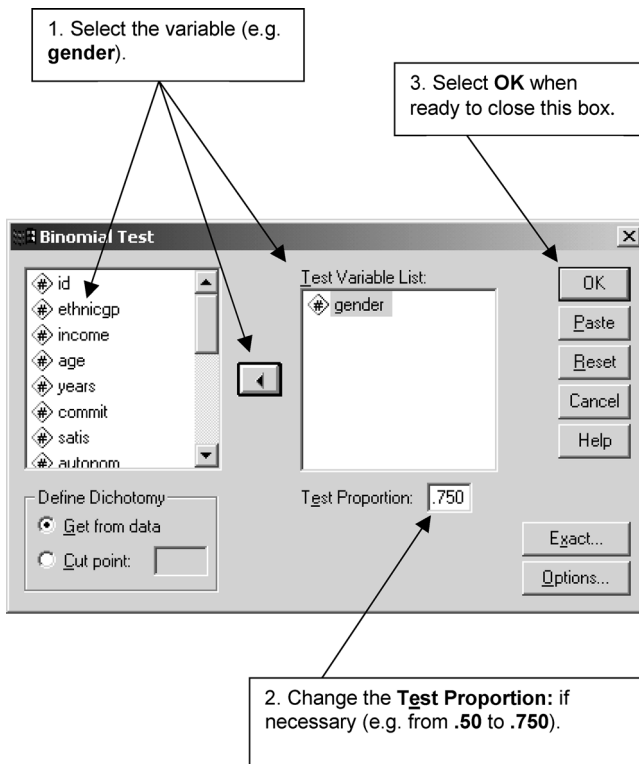 1. Select the variable (e.g.
gender).
3. Select OK when
ready to close this box.
Binomial Test
id
ethnicgp
income
age
years
commit
satis
autonom
Test Variable List:
gender
OK
Paste
Reset
Cancel
Help
Define Dichotomy
Get from data
Cut point:
Test Proportion: .750
Exact...
Options...
2. Change the Test Proportion: if
necessary (e.g. from .50 to .750).